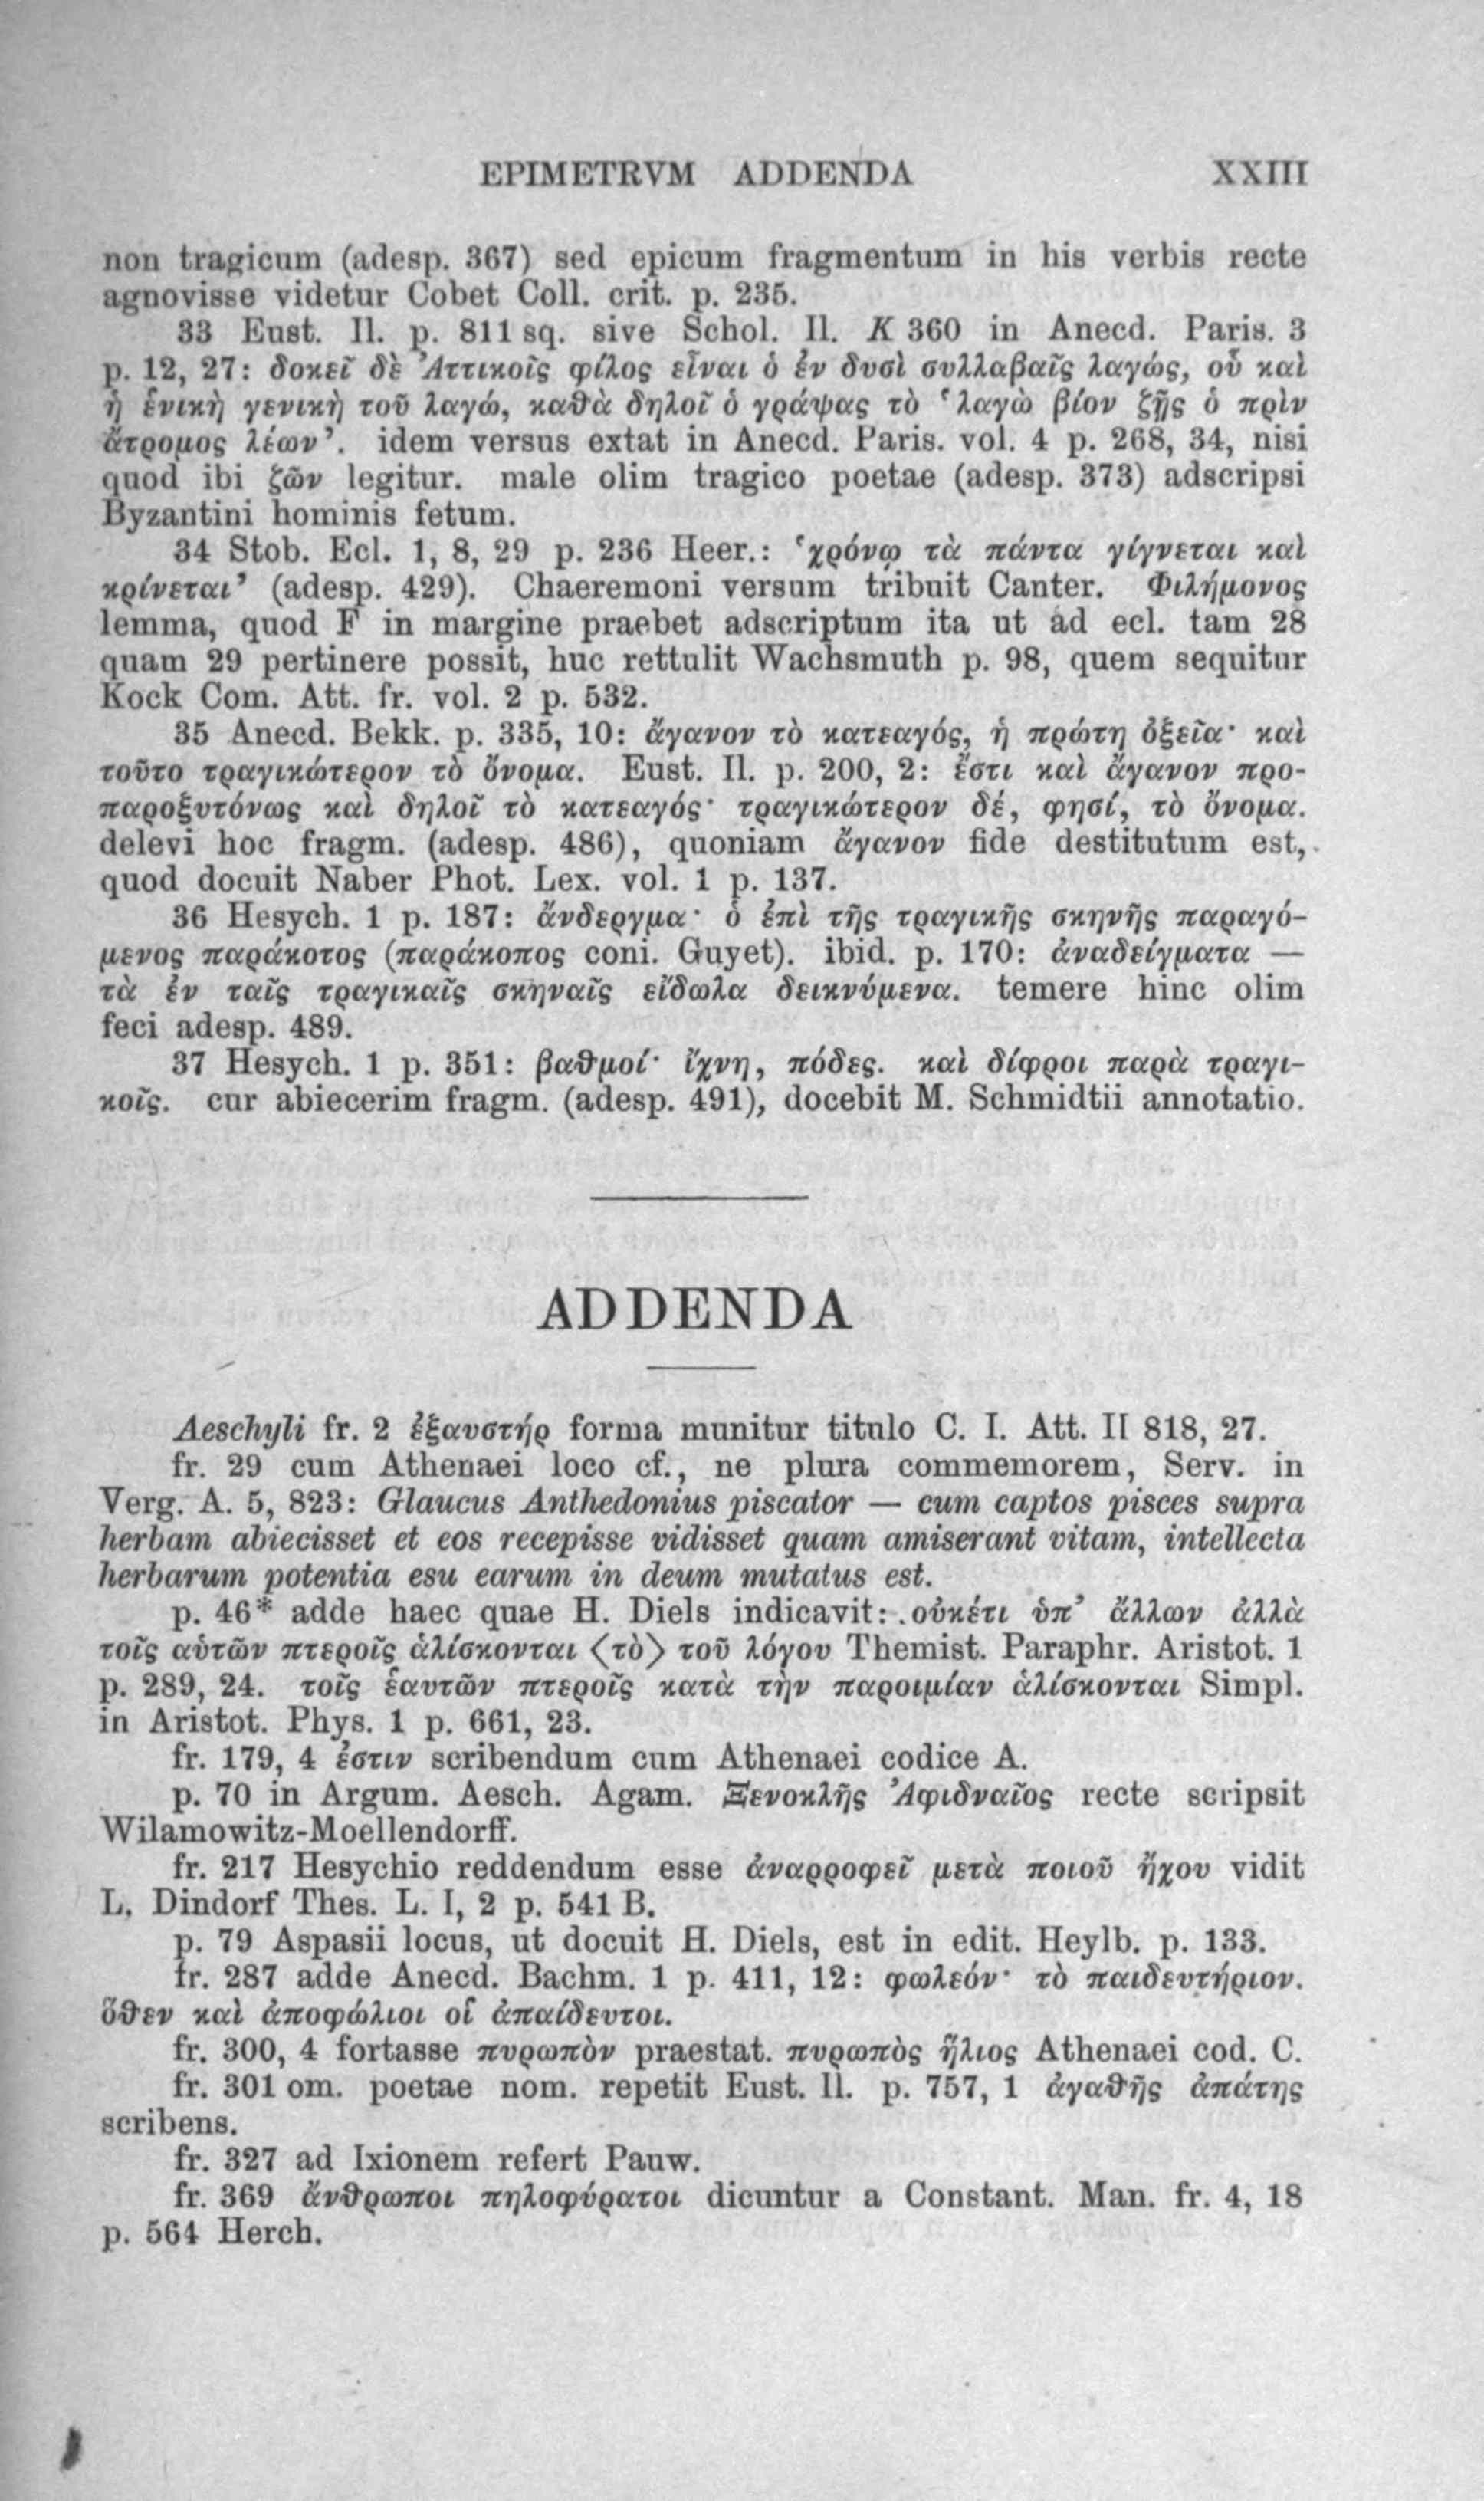 EPIMETRVM ADDENDA XXIII
non tragicum (adesp. 367) sed epicum fragmentum in his verbis recte
agnovisse videtur Cobet Coll. crit. p. 235.
33 Eust. Il. p. 811 sq. sive Schol. Il. K 360 in Anecd. Paris. 3
p. 12, 27: δοκεῖ δὲ Ἀττικοῖς φίλος εἶναι ὁ ἐν δυσὶ συλλαβαῖς λαγώς, οὗ καὶ
ἡ ἑνικὴ γενικὴ τοῦ λαγώ, καθὰ δηλοῖ ὁ γράψας τὸ ‘λαγὼ βίον ζῇς ὁ πρὶν
ἄτρομος λέων’. idem versus extat in Anecd. Paris. vol. 4 p. 268, 34, nisi
quod ibi ζῶν legitur. male olim tragico poetae (adesp. 373) adscripsi
Byzantini hominis fetum.
34 Stob. Ecl. 1, 8, 29 p. 236 Heer.: ‘χρόνῳ τὰ πάντα γίγνεται καὶ
κρίνεται’ (adesp. 429). Chaeremoni versum tribuit Canter. Φιλήμονος
lemma, quod F in margine praebet adscriptum ita ut ad ecl. tam 28
quam 29 pertinere possit, huc rettulit Wachsmuth p. 98, quem sequitur
Kock Com. Att. fr. vol. 2 p. 532.
35 Anecd. Bekk. p. 335, 10: ἄγανον τὸ κατεαγός, ἡ πρώτη ὀξεῖα· καὶ
τοῦτο τραγικώτερον τὸ ὄνομα. Eust. Il. p. 200, 2: ἔστι καὶ ἄγανον προ-
παροξυτόνως καὶ δηλοῖ τὸ κατεαγός· τραγικώτερον δέ, φησί, τὸ ὄνομα.
delevi hoc fragm. (adesp. 486), quoniam ἄγανον fide destitutum est,
quod docuit Naber Phot. Lex. vol. 1 p. 137.
36 Hesych. 1 p. 187: ἄνδεργμα· ὁ ἐπὶ τῆς τραγικῆς σκηνῆς παραγό-
μενος παράκοτος (παράκοπος coni. Guyet). ibid. p. 170: ἀναδείγματα —
τὰ ἐν ταῖς τραγικαῖς σκηναῖς εἴδωλα δεικνύμενα. temere hinc olim
feci adesp. 489.
37 Hesych. 1 p. 351: βαθμοί· ἴχνη, πόδες. καὶ δίφροι παρὰ τραγι-
κοῖς. cur abiecerim fragm. (adesp. 491), docebit M. Schmidtii annotatio.
ADDENDA
Aeschyli fr. 2 ἐξαυστήρ forma munitur titulo C. I. Att. II 818, 27.
fr. 29 cum Athenaei loco cf., ne plura commemorem, Serv. in
Verg. A. 5, 823: Glaucus Anthedonius piscator — cum captos pisces supra
herbam abiecisset et eos recepisse vidisset quam amiserant vitam, intellecta
herbarum potentia esu earum in deum mutatus est.
p. 46* adde haec quae H. Diels indicavit: οὐκέτι ὑπ’ ἄλλων ἀλλὰ
τοῖς αὑτῶν πτεροῖς ἁλίσκονται ⟨τὸ⟩ τοῦ λόγου Themist. Paraphr. Aristot. 1
p. 289, 24. τοῖς ἑαυτῶν πτεροῖς κατὰ τὴν παροιμίαν ἁλίσκονται Simpl.
in Aristot. Phys. 1 p. 661, 23.
fr. 179, 4 ἐστιν scribendum cum Athenaei codice A.
p. 70 in Argum. Aesch. Agam. Ξενοκλῆς Ἀφιδναῖος recte scripsit
Wilamowitz-Moellendorff.
fr. 217 Hesychio reddendum esse ἀναρροφεῖ μετὰ ποιοῦ ἤχου vidit
L. Dindorf Thes. L. I, 2 p. 541 B.
p. 79 Aspasii locus, ut docuit H. Diels, est in edit. Heylb. p. 133.
fr. 287 adde Anecd. Bachm. 1 p. 411, 12: φωλεόν· τὸ παιδευτήριον.
ὅθεν καὶ ἀποφώλιοι οἱ ἀπαίδευτοι.
fr. 300, 4 fortasse πυρωπὸν praestat. πυρωπὸς ἥλιος Athenaei cod. C.
fr. 301 om. poetae nom. repetit Eust. Il. p. 757, 1 ἀγαθῆς ἀπάτης
scribens.
fr. 327 ad Ixionem refert Pauw.
fr. 369 ἄνθρωποι πηλοφύρατοι dicuntur a Constant. Man. fr. 4, 18
p. 564 Herch.